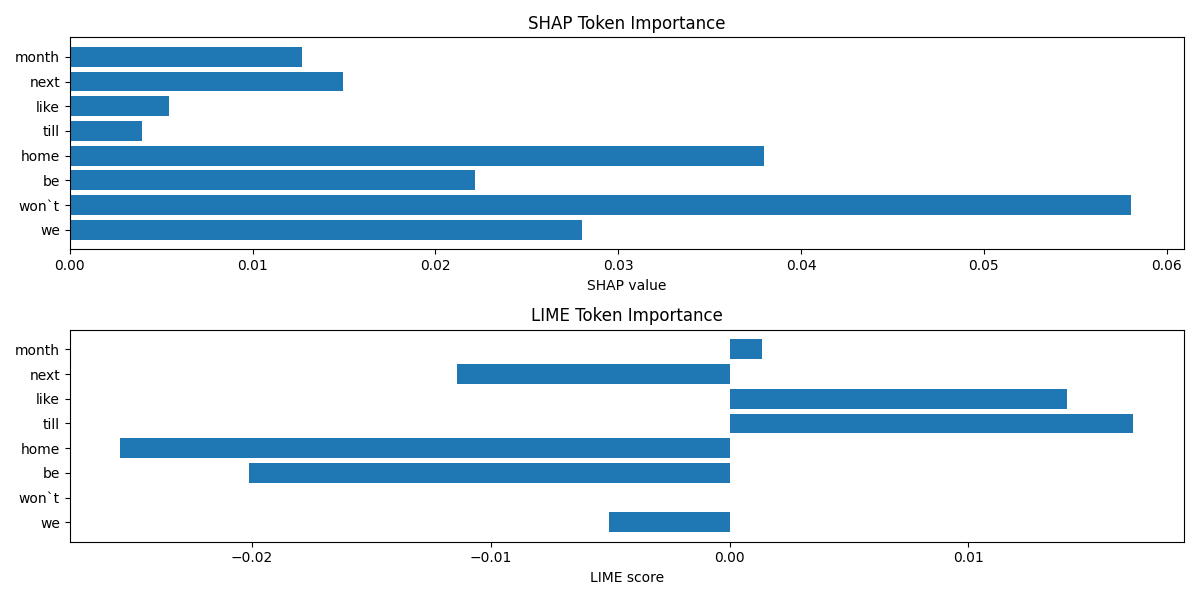 SHAP Token Importance
month
next
like
till
home
be
won`t
we
0.00 0.01 0.02 0.03 0.04 0.05 0.06
SHAP value
LIME Token Importance
month
next
like
till
home
be
won`t
we
−0.02 −0.01 0.00 0.01
LIME score